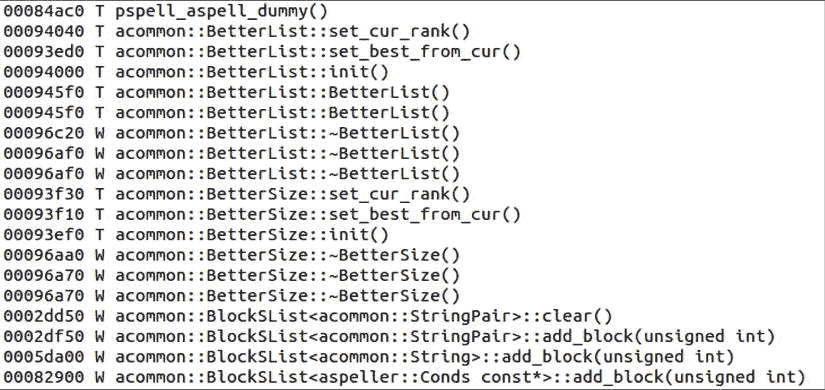 00084ac0 T pspell_aspell_dummy()
00094040 T acommon::BetterList::set_cur_rank()
00093ed0 T acommon::BetterList::set_best_from_cur()
00094000 T acommon::BetterList::init()
000945f0 T acommon::BetterList::BetterList()
000945f0 T acommon::BetterList::BetterList()
00096c20 W acommon::BetterList::~BetterList()
00096af0 W acommon::BetterList::~BetterList()
00096af0 W acommon::BetterList::~BetterList()
00093f30 T acommon::BetterSize::set_cur_rank()
00093f10 T acommon::BetterSize::set_best_from_cur()
00093ef0 T acommon::BetterSize::init()
00096aa0 W acommon::BetterSize::~BetterSize()
00096a70 W acommon::BetterSize::~BetterSize()
00096a70 W acommon::BetterSize::~BetterSize()
0002dd50 W acommon::BlockSList<acommon::StringPair>::clear()
0002df50 W acommon::BlockSList<acommon::StringPair>::add_block(unsigned int)
0005da00 W acommon::BlockSList<acommon::String>::add_block(unsigned int)
00082900 W acommon::BlockSList<aspeller::Conds const*>::add_block(unsigned int)